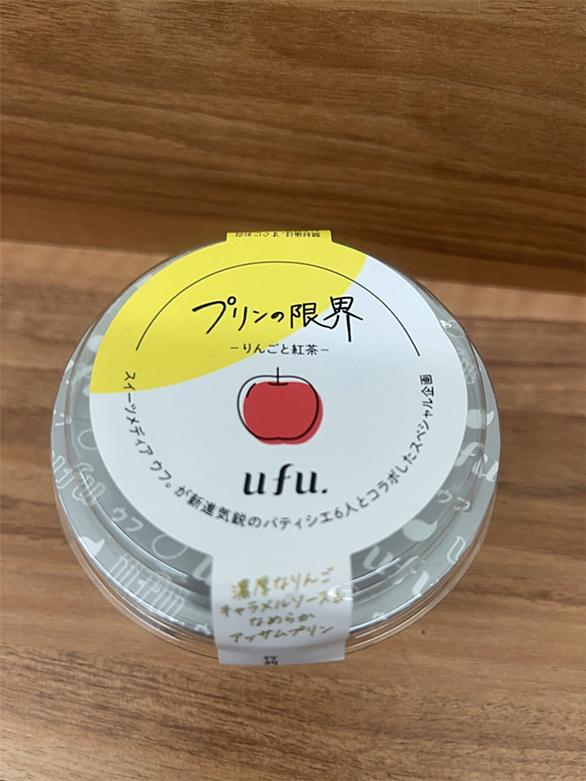 プリンの限界
−りんごと紅茶−
ufu.
スイーツメディア ウフ。が新進気鋭のパティシエ6人とコラボしたスペシャル企画
濃厚なりんご
キャラメルソースと
なめらか
アッサムプリン